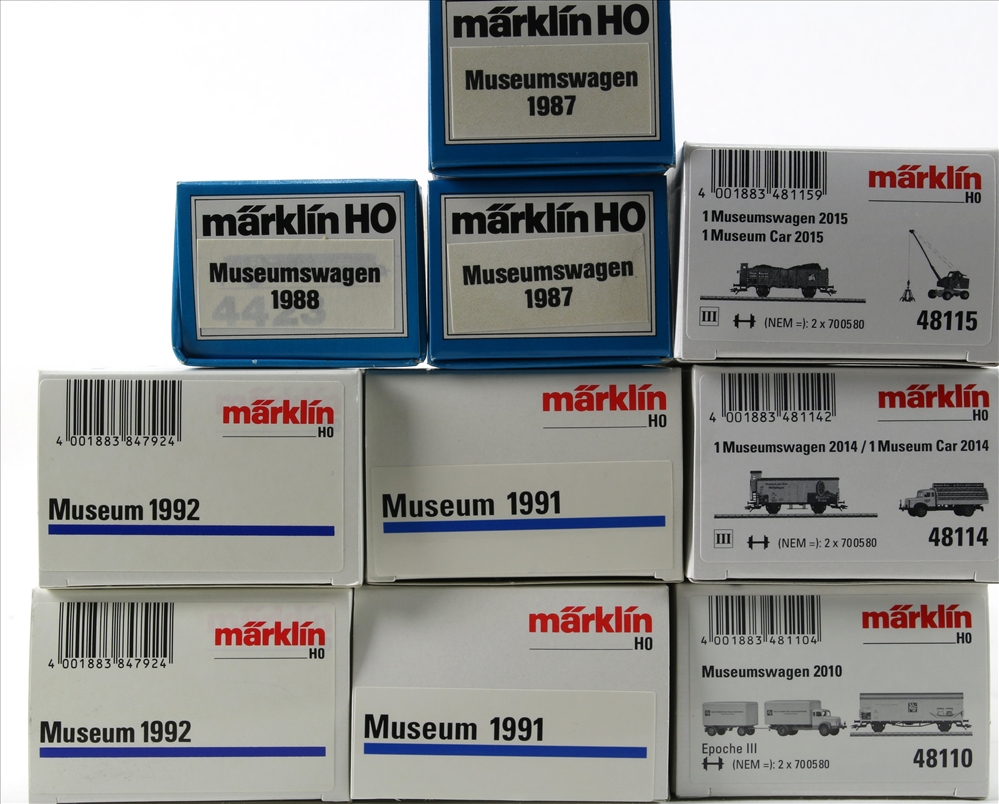 märklin HO
Museumswagen
1987
märklin HO
Museumswagen
1988
4423
märklin HO
Museumswagen
1987
4 001883 481159
märklin
HO
1 Museumswagen 2015
1 Museum Car 2015
III
(NEM =): 2 x 700580
48115
4 001883 847924
märklin
HO
Museum 1992
märklin
HO
Museum 1991
4 001883 481142
märklin
HO
1 Museumswagen 2014 / 1 Museum Car 2014
III
(NEM =): 2 x 700580
48114
4 001883 847924
märklin
HO
Museum 1992
märklin
HO
Museum 1991
4 001883 481104
märklin
HO
Museumswagen 2010
Epoche III
(NEM =): 2 x 700580
48110